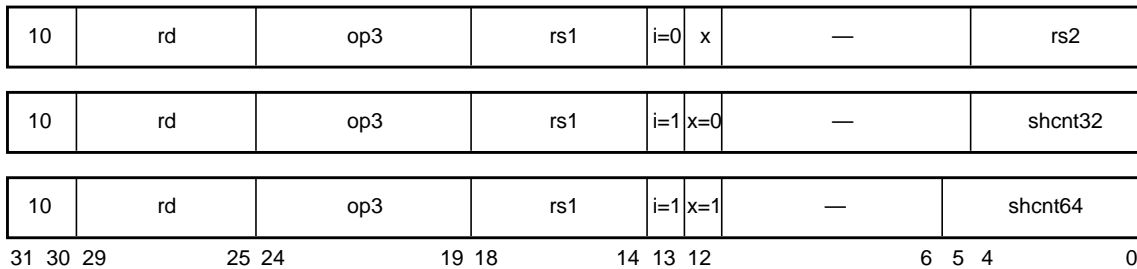 10 rd op3 rs1 i=0 x — rs2
10 rd op3 rs1 i=1 x=0 — shcnt32
10 rd op3 rs1 i=1 x=1 — shcnt64
31 30 29 25 24 19 18 14 13 12 6 5 4 0